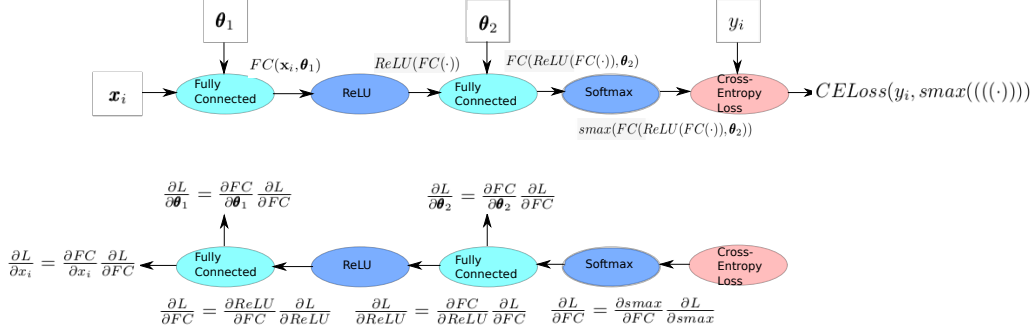 𝜽₁
𝜽₂
yᵢ
FC(𝐱ᵢ,𝜽₁)
ReLU(FC(·))
FC(ReLU(FC(·)),𝜽₂)
𝒙ᵢ
Fully
Connected
ReLU
Fully
Connected
Softmax
Cross-
Entropy
Loss
CELoss(yᵢ, smax((((·))))
smax(FC(ReLU(FC(·)),𝜽₂))
∂L/∂𝜽₁ = ∂FC/∂𝜽₁ ∂L/∂FC
∂L/∂𝜽₂ = ∂FC/∂𝜽₂ ∂L/∂FC
∂L/∂xᵢ = ∂FC/∂xᵢ ∂L/∂FC
Fully
Connected
ReLU
Fully
Connected
Softmax
Cross-
Entropy
Loss
∂L/∂FC = ∂ReLU/∂FC ∂L/∂ReLU
∂L/∂ReLU = ∂FC/∂ReLU ∂L/∂FC
∂L/∂FC = ∂smax/∂FC ∂L/∂smax